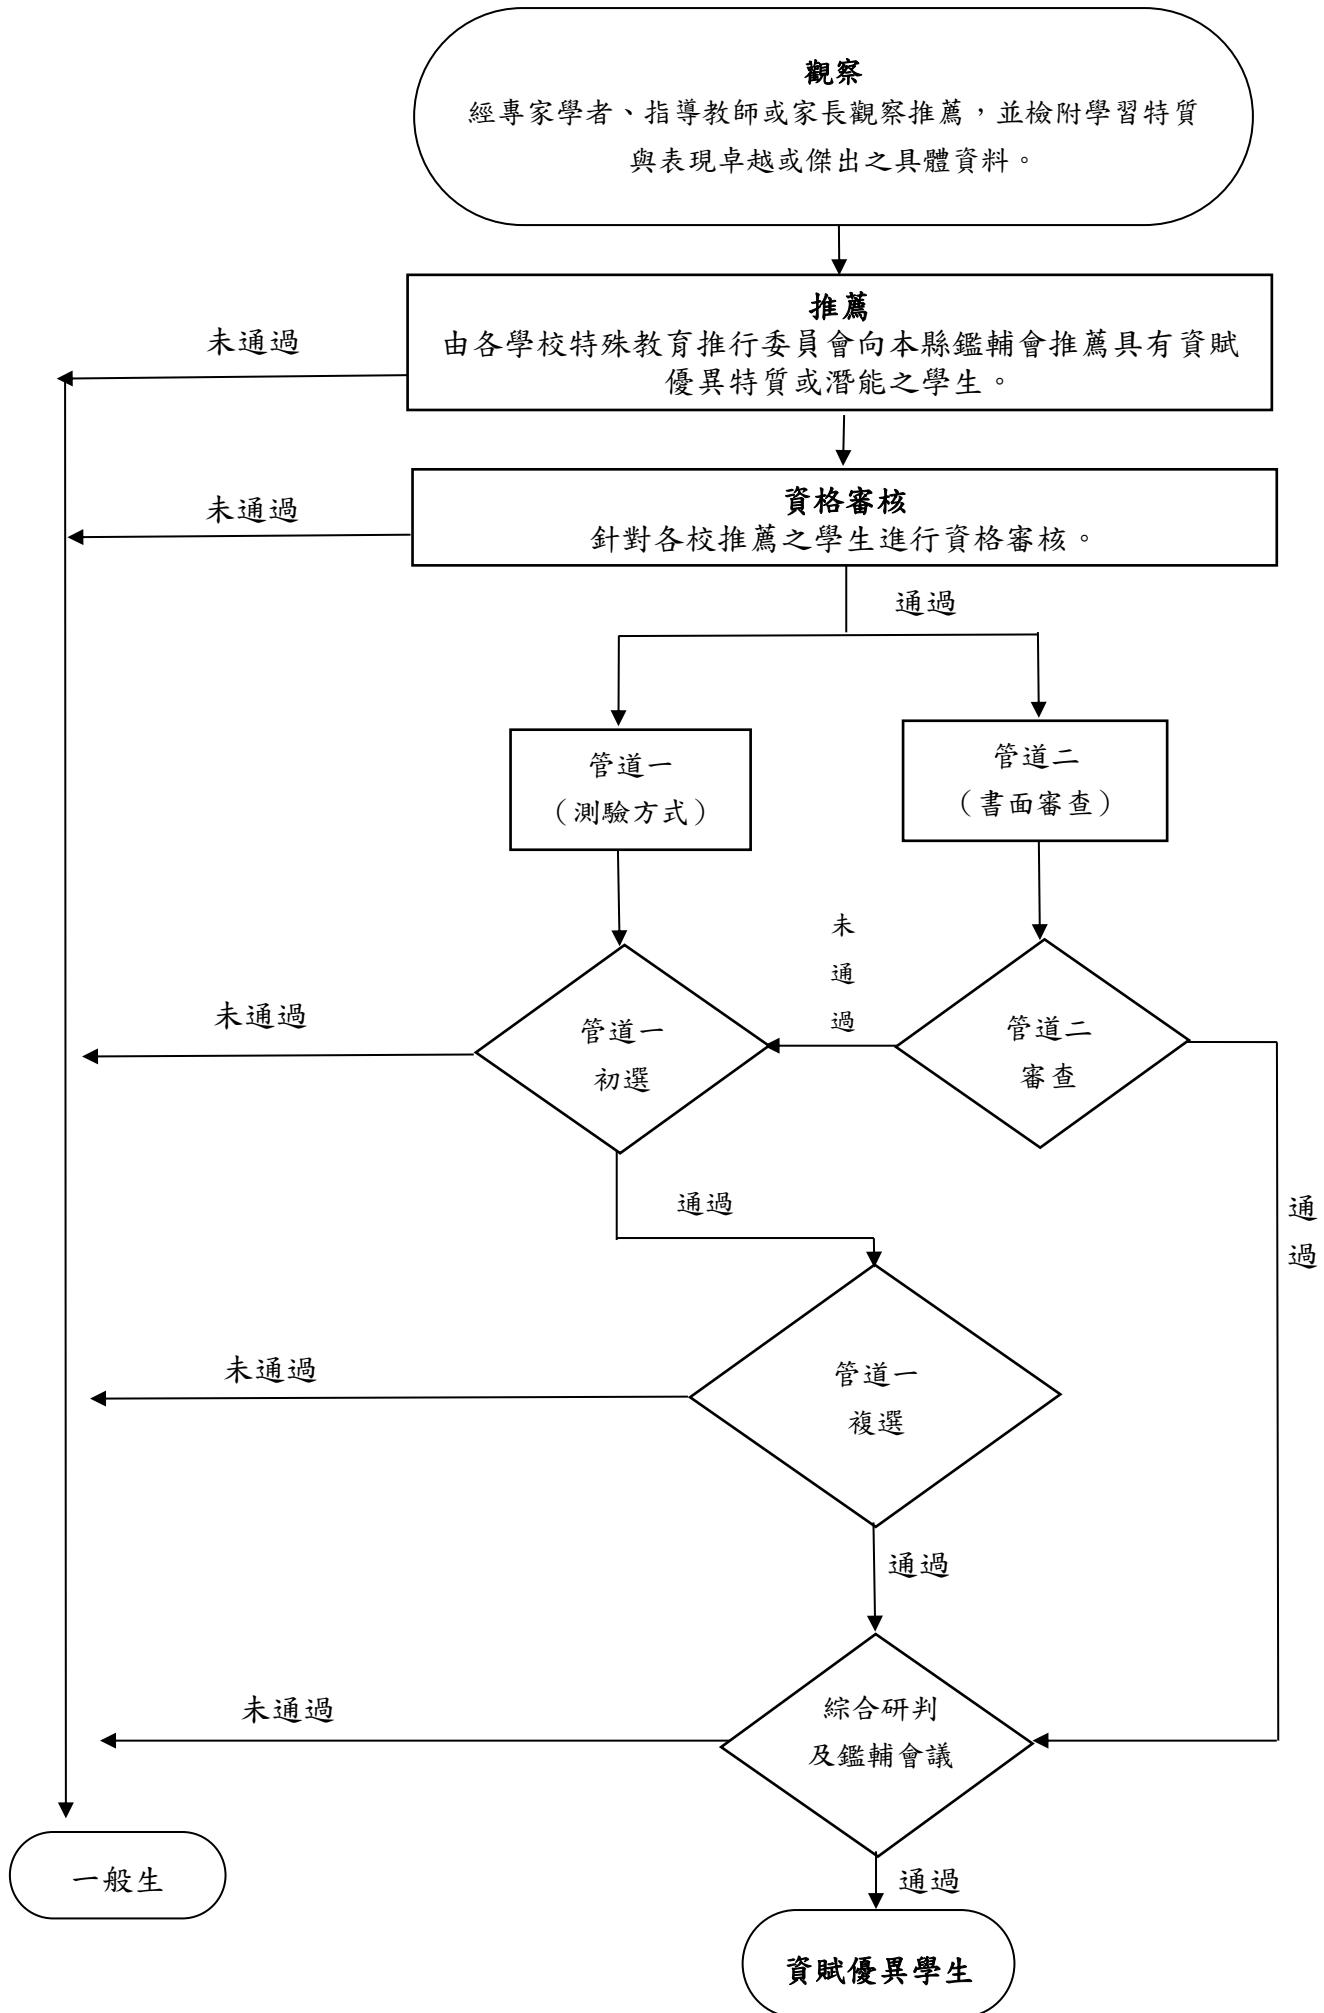 觀察
經專家學者、指導教師或家長觀察推薦，並檢附學習特質
與表現卓越或傑出之具體資料。
推薦
由各學校特殊教育推行委員會向本縣鑑輔會推薦具有資賦
優異特質或潛能之學生。
未通過
資格審核
針對各校推薦之學生進行資格審核。
未通過
通過
管道一
（測驗方式）
管道二
（書面審查）
未
通
過
未通過
管道一
初選
管道二
審查
通過
通
過
未通過
管道一
複選
通過
未通過
綜合研判
及鑑輔會議
一般生
通過
資賦優異學生